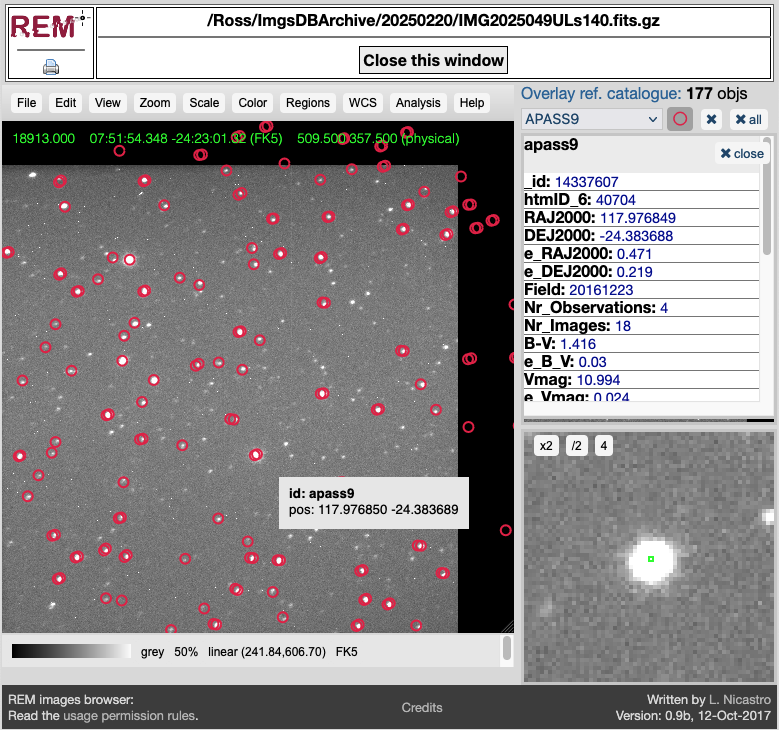 REM
/Ross/ImgsDBArchive/20250220/IMG2025049ULs140.fits.gz
Close this window
File Edit View Zoom Scale Color Regions WCS Analysis Help
18913.000 07:51:54.348 -24:23:01.32 (FK5) 509.500 357.500 (physical)
id: apass9
pos: 117.976850 -24.383689
grey 50% linear (241.84,606.70) FK5
Overlay ref. catalogue: 177 objs
APASS9
all
apass9
close
_id: 14337607
htmID_6: 40704
RAJ2000: 117.976849
DEJ2000: -24.383688
e_RAJ2000: 0.471
e_DEJ2000: 0.219
Field: 20161223
Nr_Observations: 4
Nr_Images: 18
B-V: 1.416
e_B_V: 0.03
Vmag: 10.994
e_Vmag: 0.024
x2 /2 4
REM images browser:
Read the usage permission rules.
Credits
Written by L. Nicastro
Version: 0.9b, 12-Oct-2017